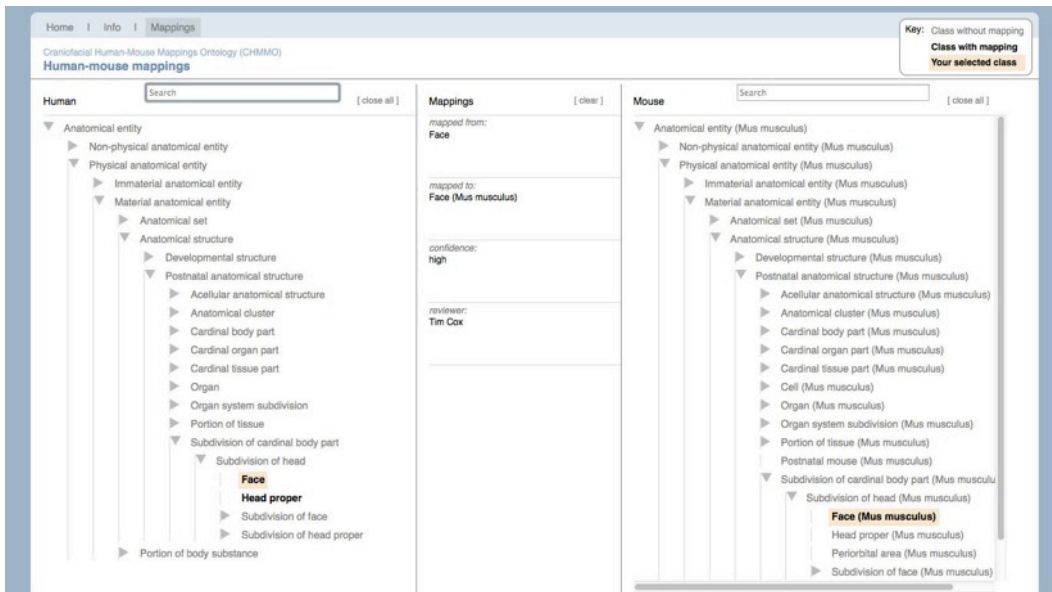 Home | Info | Mappings
Key: Class without mapping
Class with mapping
Your selected class
Craniofacial Human-Mouse Mappings Ontology (CHMMO)
Human-mouse mappings
Human
Search
[ close all ]
Anatomical entity
Non-physical anatomical entity
Physical anatomical entity
Immaterial anatomical entity
Material anatomical entity
Anatomical set
Anatomical structure
Developmental structure
Postnatal anatomical structure
Acellular anatomical structure
Anatomical cluster
Cardinal body part
Cardinal organ part
Cardinal tissue part
Organ
Organ system subdivision
Portion of tissue
Subdivision of cardinal body part
Subdivision of head
Face
Head proper
Subdivision of face
Subdivision of head proper
Portion of body substance
Mappings
[ clear ]
mapped from:
Face
mapped to:
Face (Mus musculus)
confidence:
high
reviewer:
Tim Cox
Mouse
Search
[ close all ]
Anatomical entity (Mus musculus)
Non-physical anatomical entity (Mus musculus)
Physical anatomical entity (Mus musculus)
Immaterial anatomical entity (Mus musculus)
Material anatomical entity (Mus musculus)
Anatomical set (Mus musculus)
Anatomical structure (Mus musculus)
Developmental structure (Mus musculus)
Postnatal anatomical structure (Mus musculus)
Acellular anatomical structure (Mus musculus)
Anatomical cluster (Mus musculus)
Cardinal body part (Mus musculus)
Cardinal organ part (Mus musculus)
Cardinal tissue part (Mus musculus)
Cell (Mus musculus)
Organ (Mus musculus)
Organ system subdivision (Mus musculus)
Portion of tissue (Mus musculus)
Postnatal mouse (Mus musculus)
Subdivision of cardinal body part (Mus musculu
Subdivision of head (Mus musculus)
Face (Mus musculus)
Head proper (Mus musculus)
Periorbital area (Mus musculus)
Subdivision of face (Mus musculus)